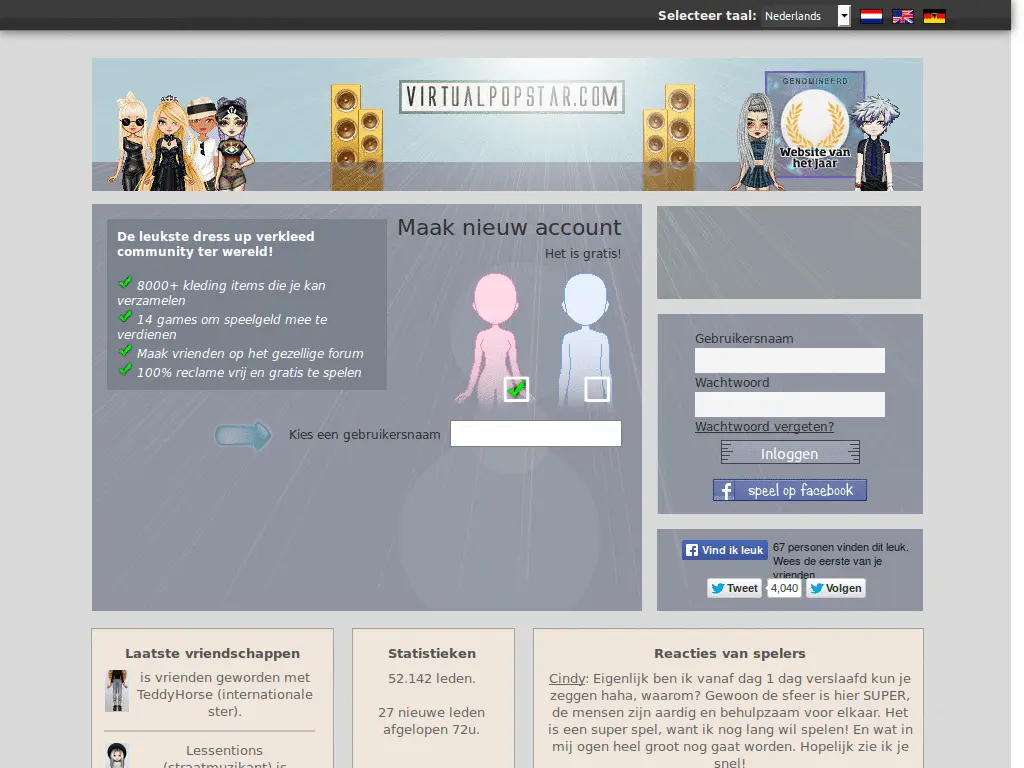 Selecteer taal: Nederlands
VIRTUALPOPSTAR.COM
GENOMINEERD
Website van
het Jaar
De leukste dress up verkleed
community ter wereld!
8000+ kleding items die je kan
verzamelen
14 games om speelgeld mee te
verdienen
Maak vrienden op het gezellige forum
100% reclame vrij en gratis te spelen
Maak nieuw account
Het is gratis!
Kies een gebruikersnaam
Gebruikersnaam
Wachtwoord
Wachtwoord vergeten?
Inloggen
speel op facebook
Vind ik leuk
67 personen vinden dit leuk.
Wees de eerste van je
vrienden
Tweet 4,040 Volgen
Laatste vriendschappen
is vrienden geworden met
TeddyHorse (internationale
ster).
Lessentions
(straatmuzikant) is
Statistieken
52.142 leden.
27 nieuwe leden
afgelopen 72u.
Reacties van spelers
Cindy: Eigenlijk ben ik vanaf dag 1 dag verslaafd kun je
zeggen haha, waarom? Gewoon de sfeer is hier SUPER,
de mensen zijn aardig en behulpzaam voor elkaar. Het
is een super spel, want ik nog lang wil spelen! En wat in
mij ogen heel groot nog gaat worden. Hopelijk zie ik je
snel!